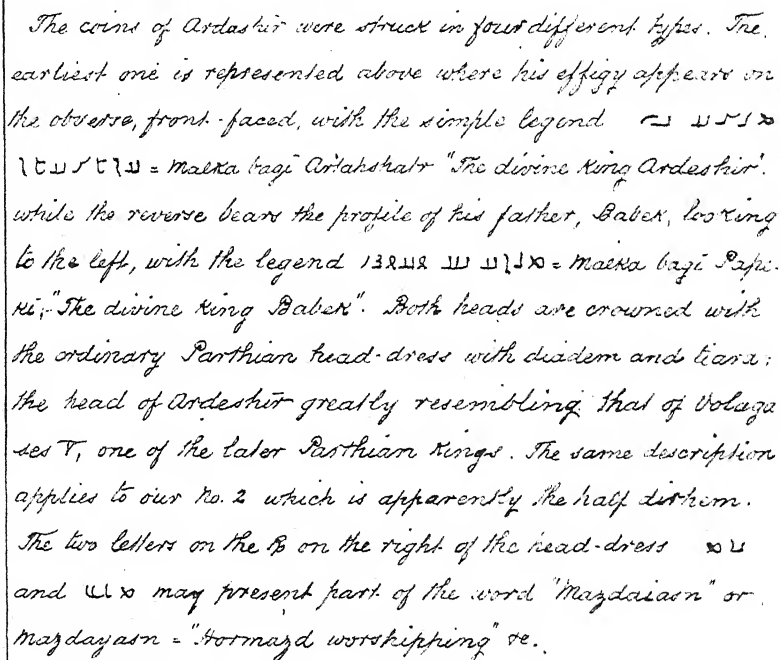 The coins of Ardashir were struck in four different types. The
earliest one is represented above where his effigy appears on
the obverse, front-faced, with the simple legend
= Malka bagi Artahshatr "The divine King Ardeshir".
while the reverse bears the profile of his father, Babek, looking
to the left, with the legend = Malka bagi Pape-
ki, "The divine King Babek". Both heads are crowned with
the ordinary Parthian head-dress with diadem and tiara:
the head of Ardeshir greatly resembling that of Volaga
ses V, one of the later Parthian Kings. The same description
applies to our No. 2 which is apparently the half dirhem.
The two letters on the on the right of the head-dress
and may present part of the word "Mazdaiasn" or
Mazdayasn = "Hormazd worshipping" &c.